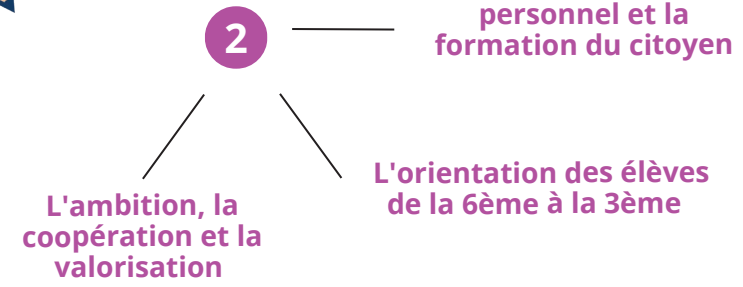 personnel et la
formation du citoyen
2
L'orientation des élèves
de la 6ème à la 3ème
L'ambition, la
coopération et la
valorisation